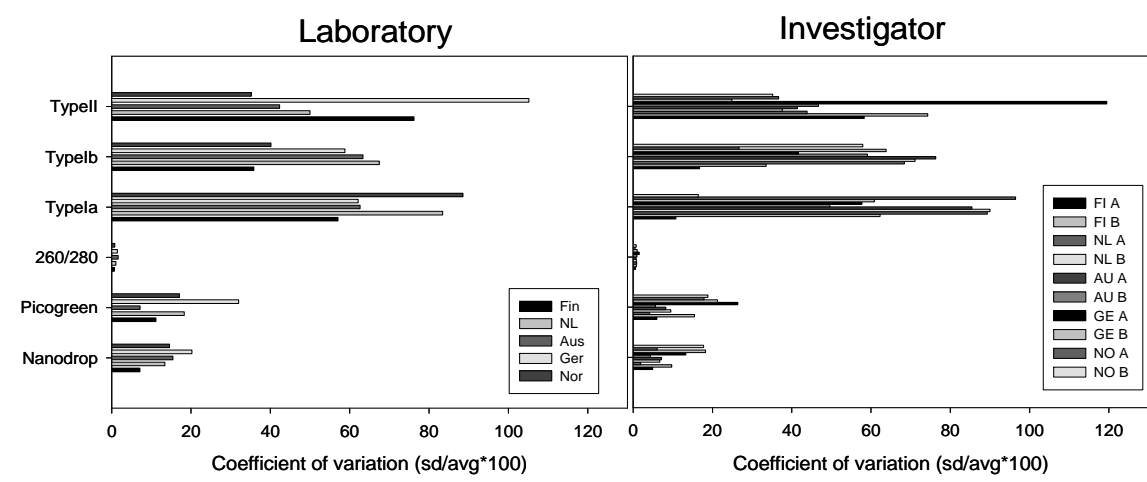 Laboratory
TypeII
TypeIb
TypeIa
260/280
Picogreen
Nanodrop
Fin
NL
Aus
Ger
Nor
0 20 40 60 80 100 120
Coefficient of variation (sd/avg*100)
Investigator
FI A
FI B
NL A
NL B
AU A
AU B
GE A
GE B
NO A
NO B
0 20 40 60 80 100 120
Coefficient of variation (sd/avg*100)